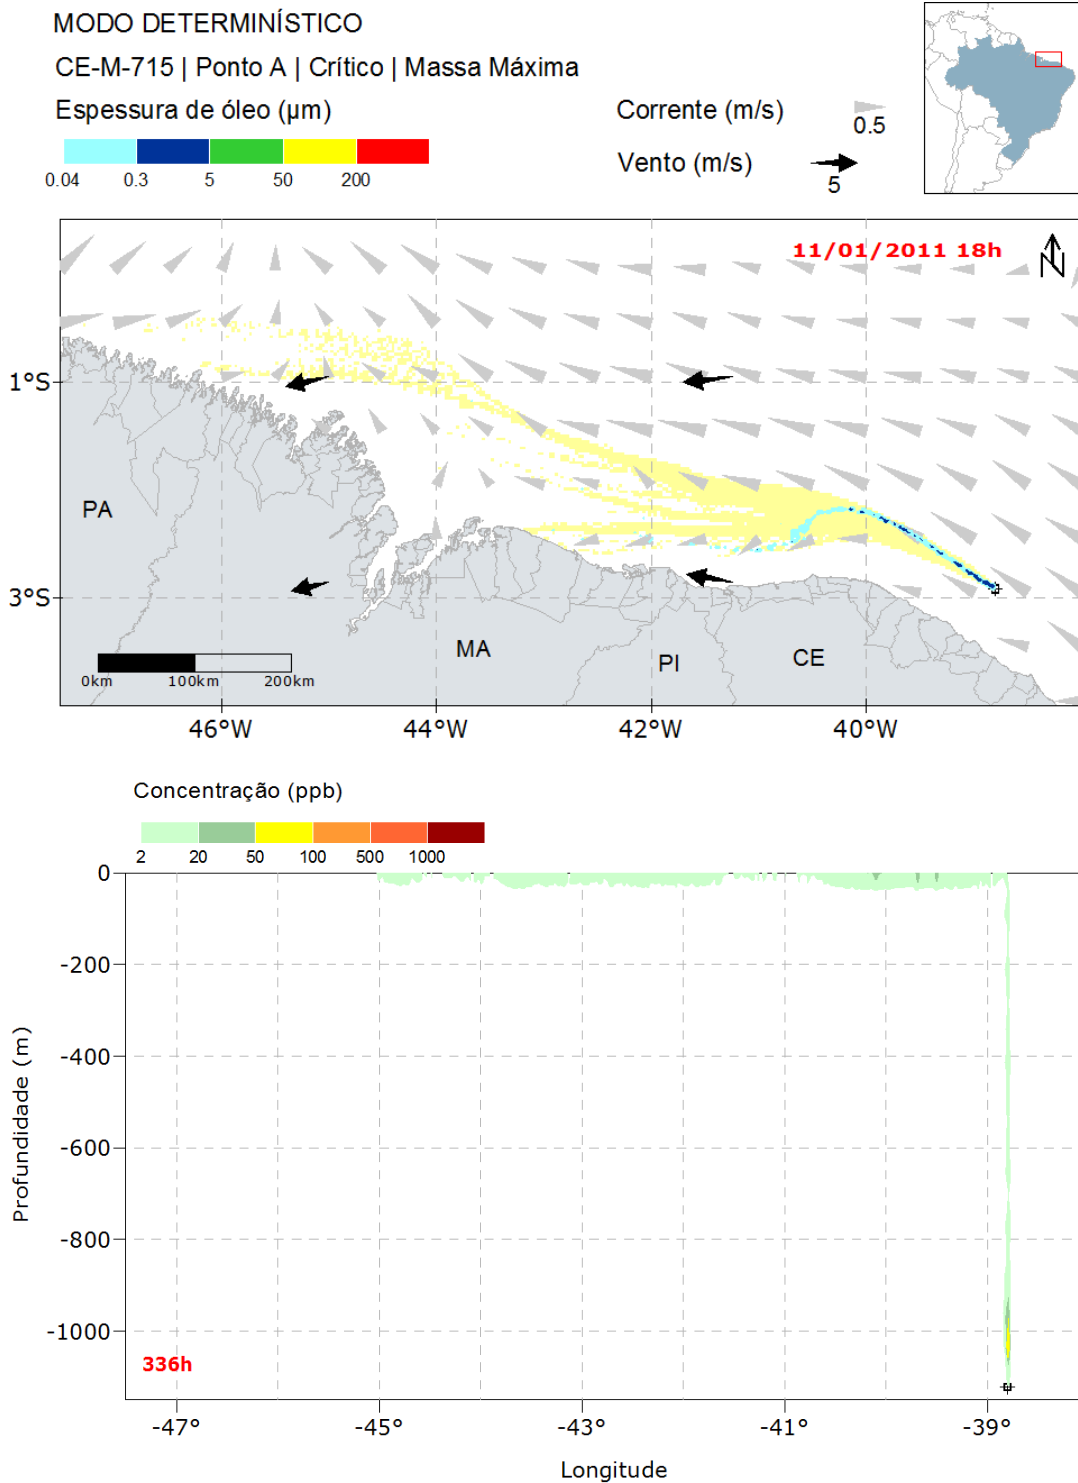 MODO DETERMINÍSTICO
CE-M-715 | Ponto A | Crítico | Massa Máxima
Espessura de óleo (µm)
0.04 0.3 5 50 200
Corrente (m/s)
0.5
Vento (m/s)
5
11/01/2011 18h
N
1°S
3°S
PA
MA
PI
CE
0km 100km 200km
46°W 44°W 42°W 40°W
Concentração (ppb)
2 20 50 100 500 1000
0
-200
-400
-600
-800
-1000
Profundidade (m)
336h
-47° -45° -43° -41° -39°
Longitude